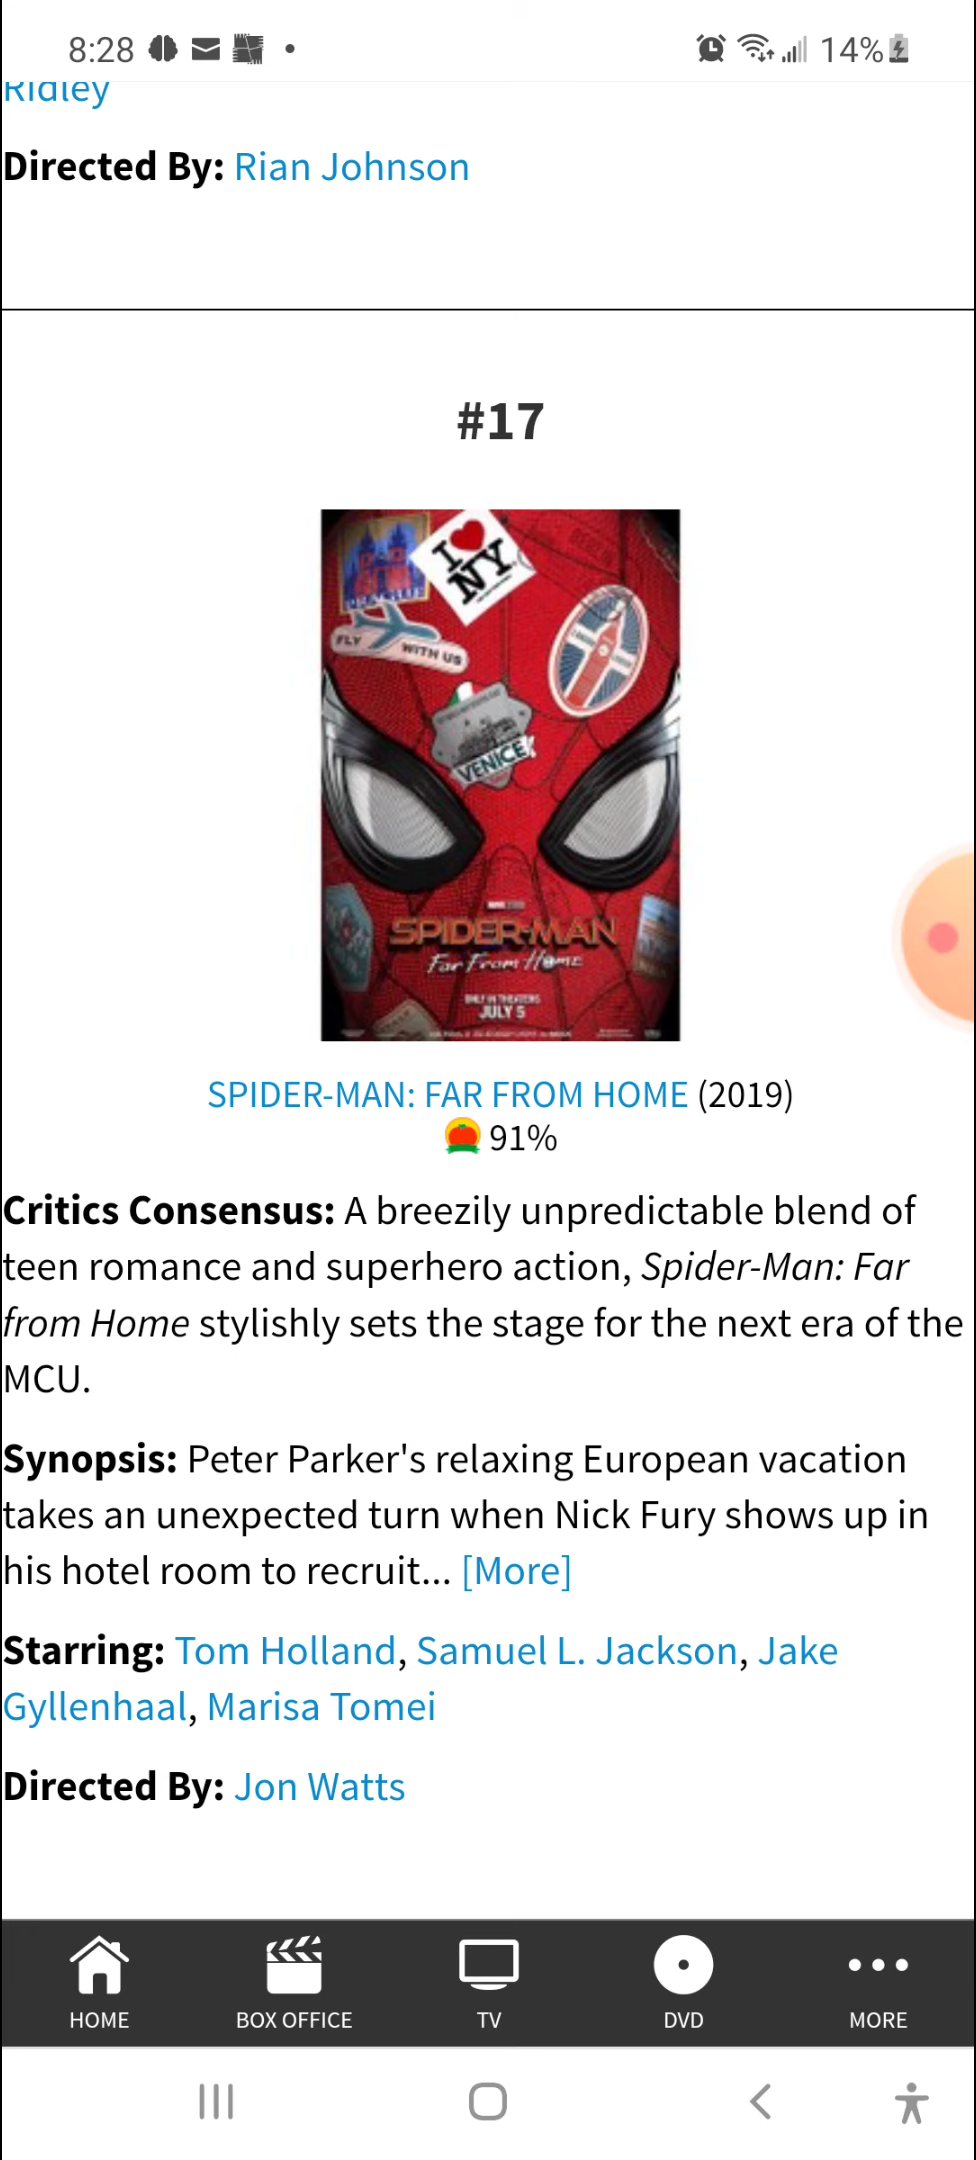 8:28
14%
Ridley
Directed By: Rian Johnson
#17
I
NY
FLY
WITH US
VENICE
SPIDER-MAN
Far From Home
ONLY IN THEATERS
JULY 5
SPIDER-MAN: FAR FROM HOME (2019)
91%
Critics Consensus: A breezily unpredictable blend of
teen romance and superhero action, Spider-Man: Far
from Home stylishly sets the stage for the next era of the
MCU.
Synopsis: Peter Parker's relaxing European vacation
takes an unexpected turn when Nick Fury shows up in
his hotel room to recruit... [More]
Starring: Tom Holland, Samuel L. Jackson, Jake
Gyllenhaal, Marisa Tomei
Directed By: Jon Watts
HOME
BOX OFFICE
TV
DVD
MORE